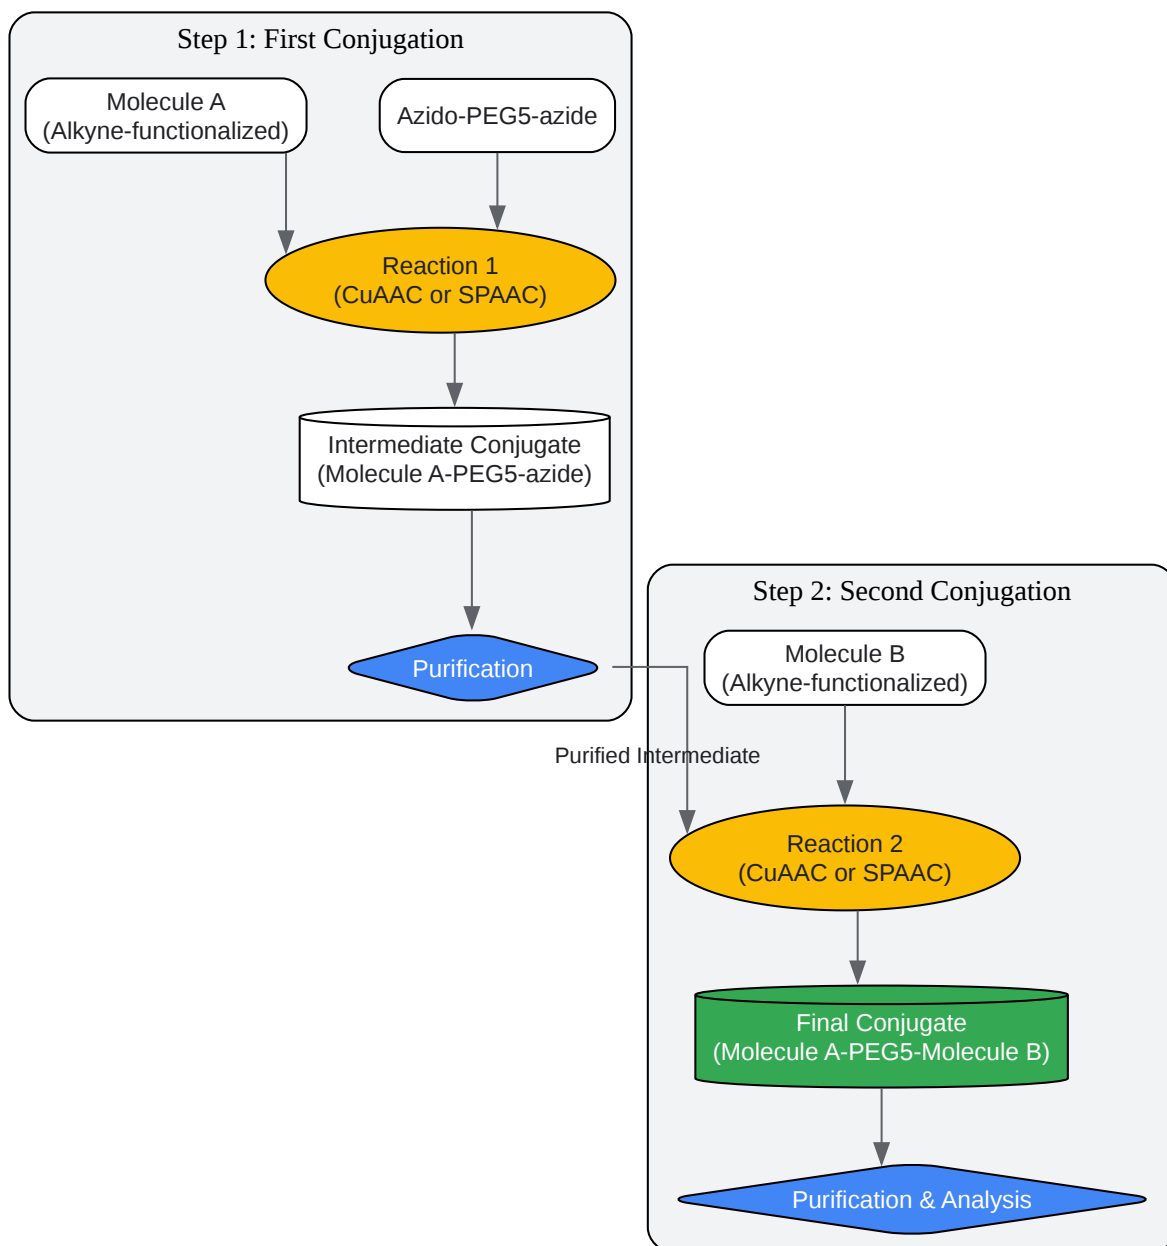 Step 1: First Conjugation
Molecule A
(Alkyne-functionalized)
Azido-PEG5-azide
Reaction 1
(CuAAC or SPAAC)
Intermediate Conjugate
(Molecule A-PEG5-azide)
Purification
Purified Intermediate
Step 2: Second Conjugation
Molecule B
(Alkyne-functionalized)
Reaction 2
(CuAAC or SPAAC)
Final Conjugate
(Molecule A-PEG5-Molecule B)
Purification & Analysis